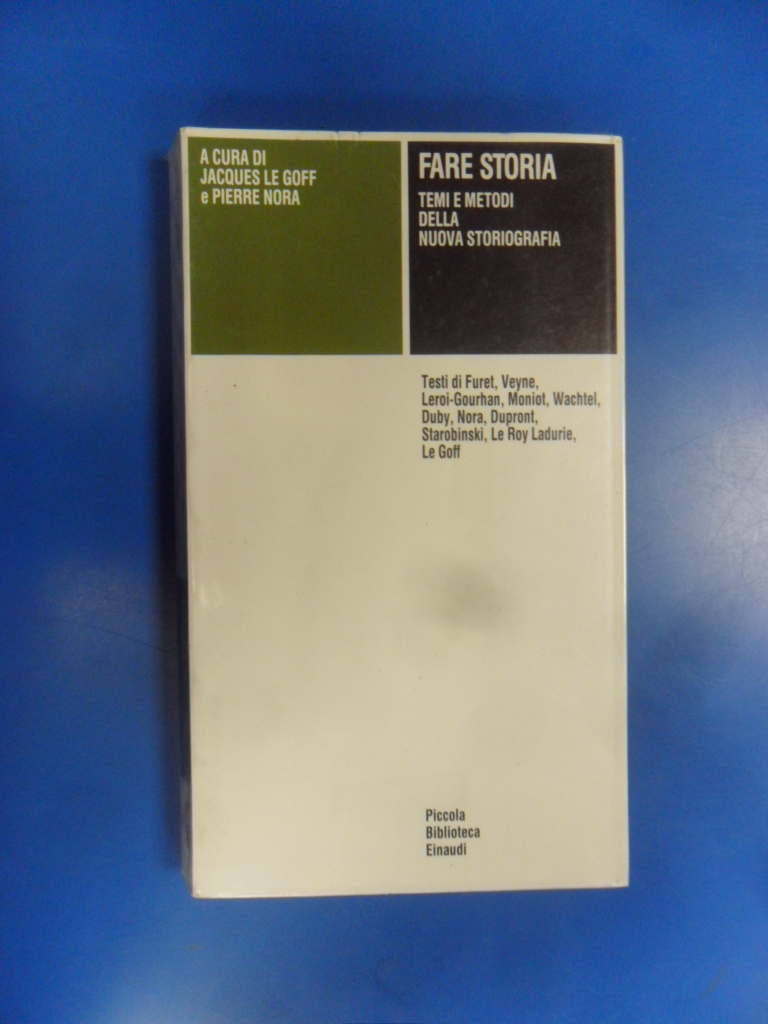 A CURA DI
JACQUES LE GOFF
e PIERRE NORA
FARE STORIA
TEMI E METODI
DELLA
NUOVA STORIOGRAFIA
Testi di Furet, Veyne,
Leroi-Gourhan, Moniot, Wachtel,
Duby, Nora, Dupront,
Starobinski, Le Roy Ladurie,
Le Goff
Piccola
Biblioteca
Einaudi